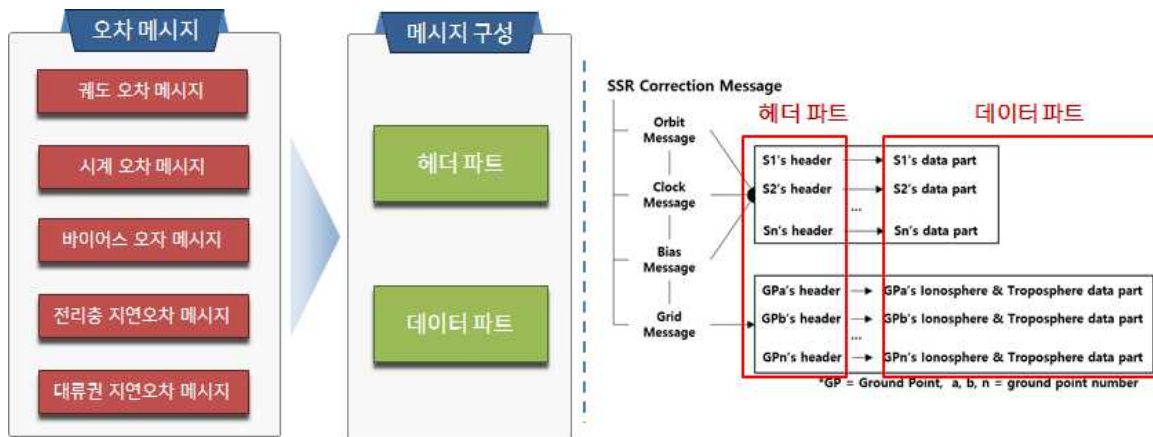 오차 메시지
궤도 오차 메시지
시계 오차 메시지
바이어스 오자 메시지
전리층 지연오차 메시지
대류권 지연오차 메시지
메시지 구성
헤더 파트
데이터 파트
SSR Correction Message
헤더 파트
데이터 파트
Orbit
Message
Clock
Message
Bias
Message
Grid
Message
S1's header
S1's data part
S2's header
S2's data part
...
Sn's header
Sn's data part
GPa's header
GPa's Ionosphere & Troposphere data part
GPb's header
GPb's Ionosphere & Troposphere data part
...
GPn's header
GPn's Ionosphere & Troposphere data part
*GP = Ground Point, a, b, n = ground point number